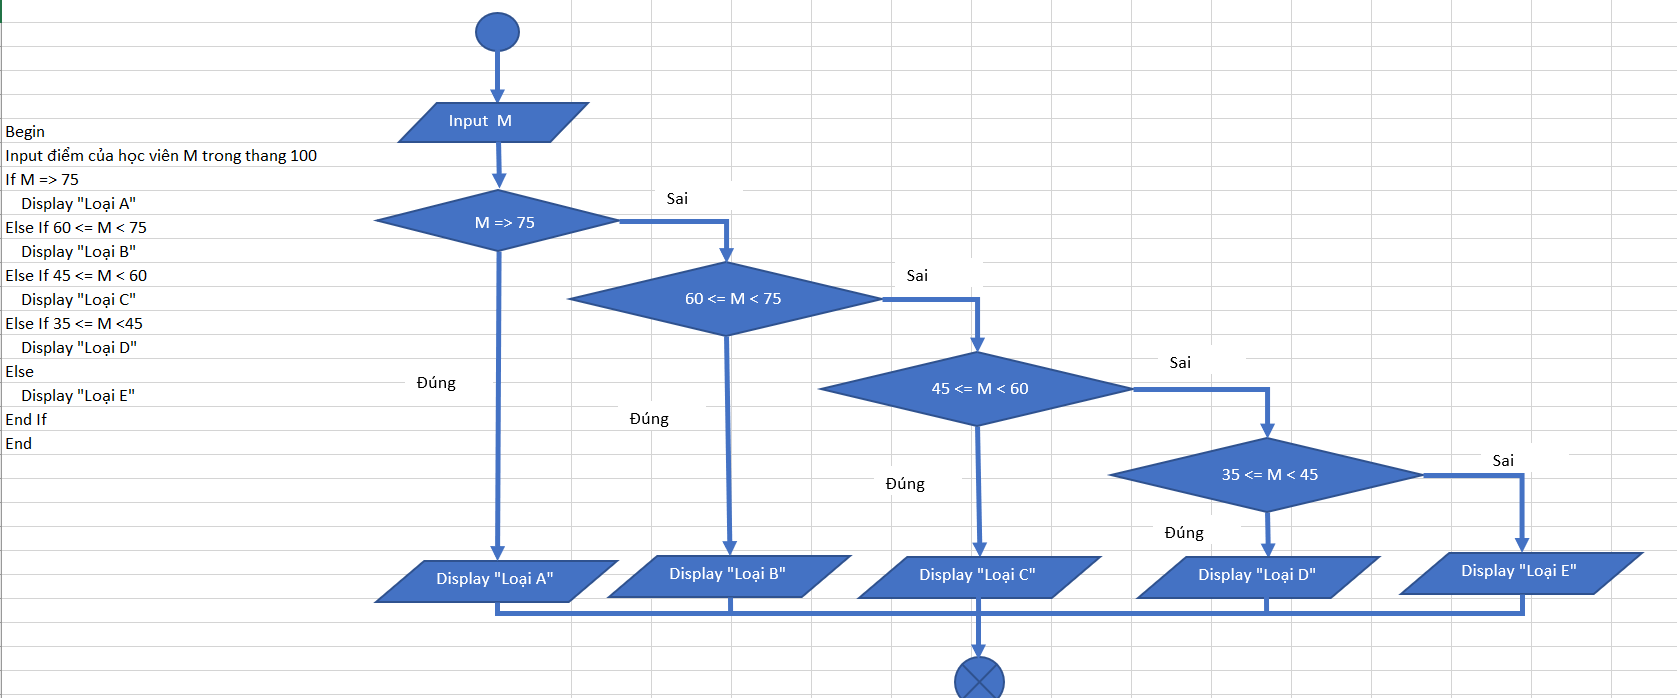 Begin
Input điểm của học viên M trong thang 100
If M => 75
Display "Loại A"
Else If 60 <= M < 75
Display "Loại B"
Else If 45 <= M < 60
Display "Loại C"
Else If 35 <= M <45
Display "Loại D"
Else
Display "Loại E"
End If
End
Input  M
M => 75
Sai
60 <= M < 75
Sai
45 <= M < 60
Sai
35 <= M < 45
Sai
Đúng
Đúng
Đúng
Đúng
Display "Loại A"
Display "Loại B"
Display "Loại C"
Display "Loại D"
Display "Loại E"